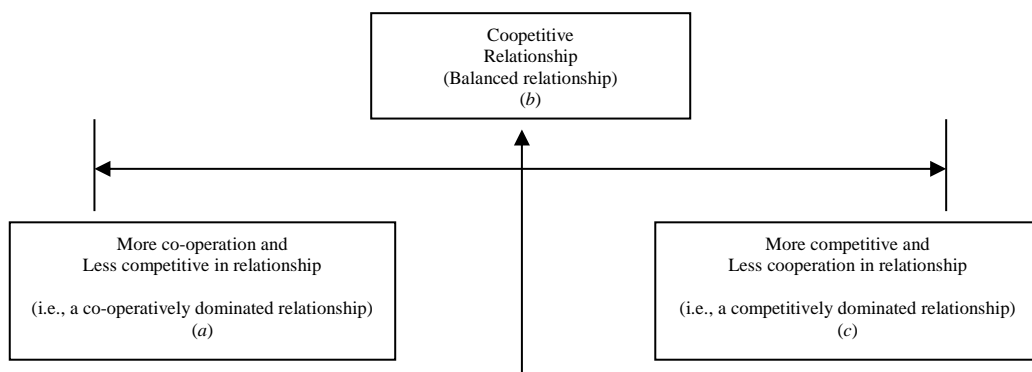 Coopetitive
Relationship
(Balanced relationship)
(b)
More co-operation and
Less competitive in relationship
(i.e., a co-operatively dominated relationship)
(a)
More competitive and
Less cooperation in relationship
(i.e., a competitively dominated relationship)
(c)